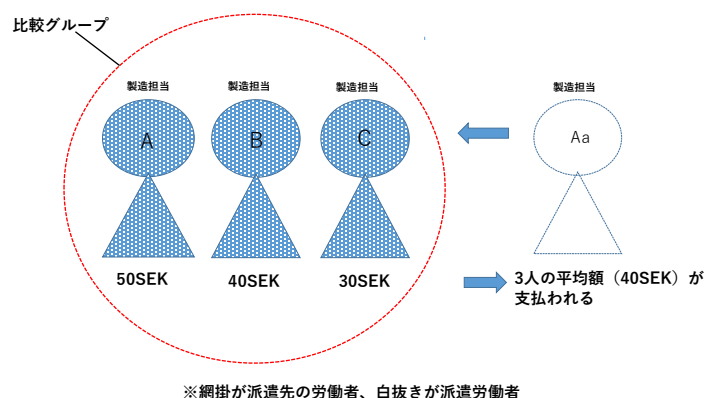 比較グループ
製造担当
製造担当
製造担当
製造担当
A
B
C
Aa
50SEK
40SEK
30SEK
3人の平均額（40SEK）が
支払われる
※網掛が派遣先の労働者、白抜きが派遣労働者